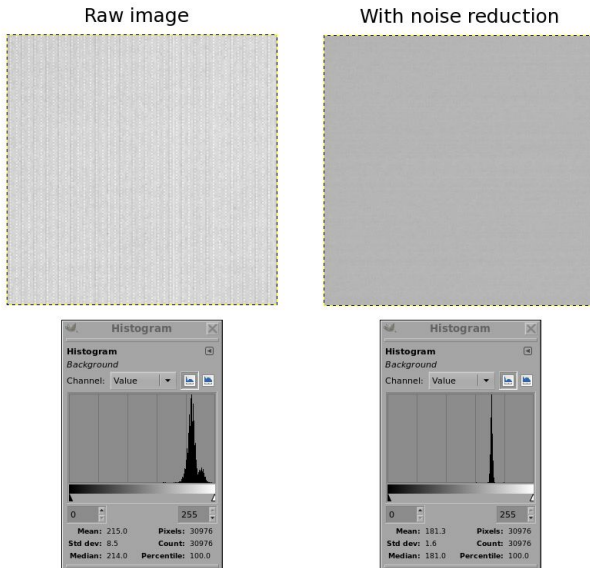 Raw image
With noise reduction
Histogram
Histogram
Background
Channel: Value
0 255
Mean: 215.0 Pixels: 30976
Std dev: 8.5 Count: 30976
Median: 214.0 Percentile: 100.0
Histogram
Histogram
Background
Channel: Value
0 255
Mean: 181.3 Pixels: 30976
Std dev: 1.6 Count: 30976
Median: 181.0 Percentile: 100.0